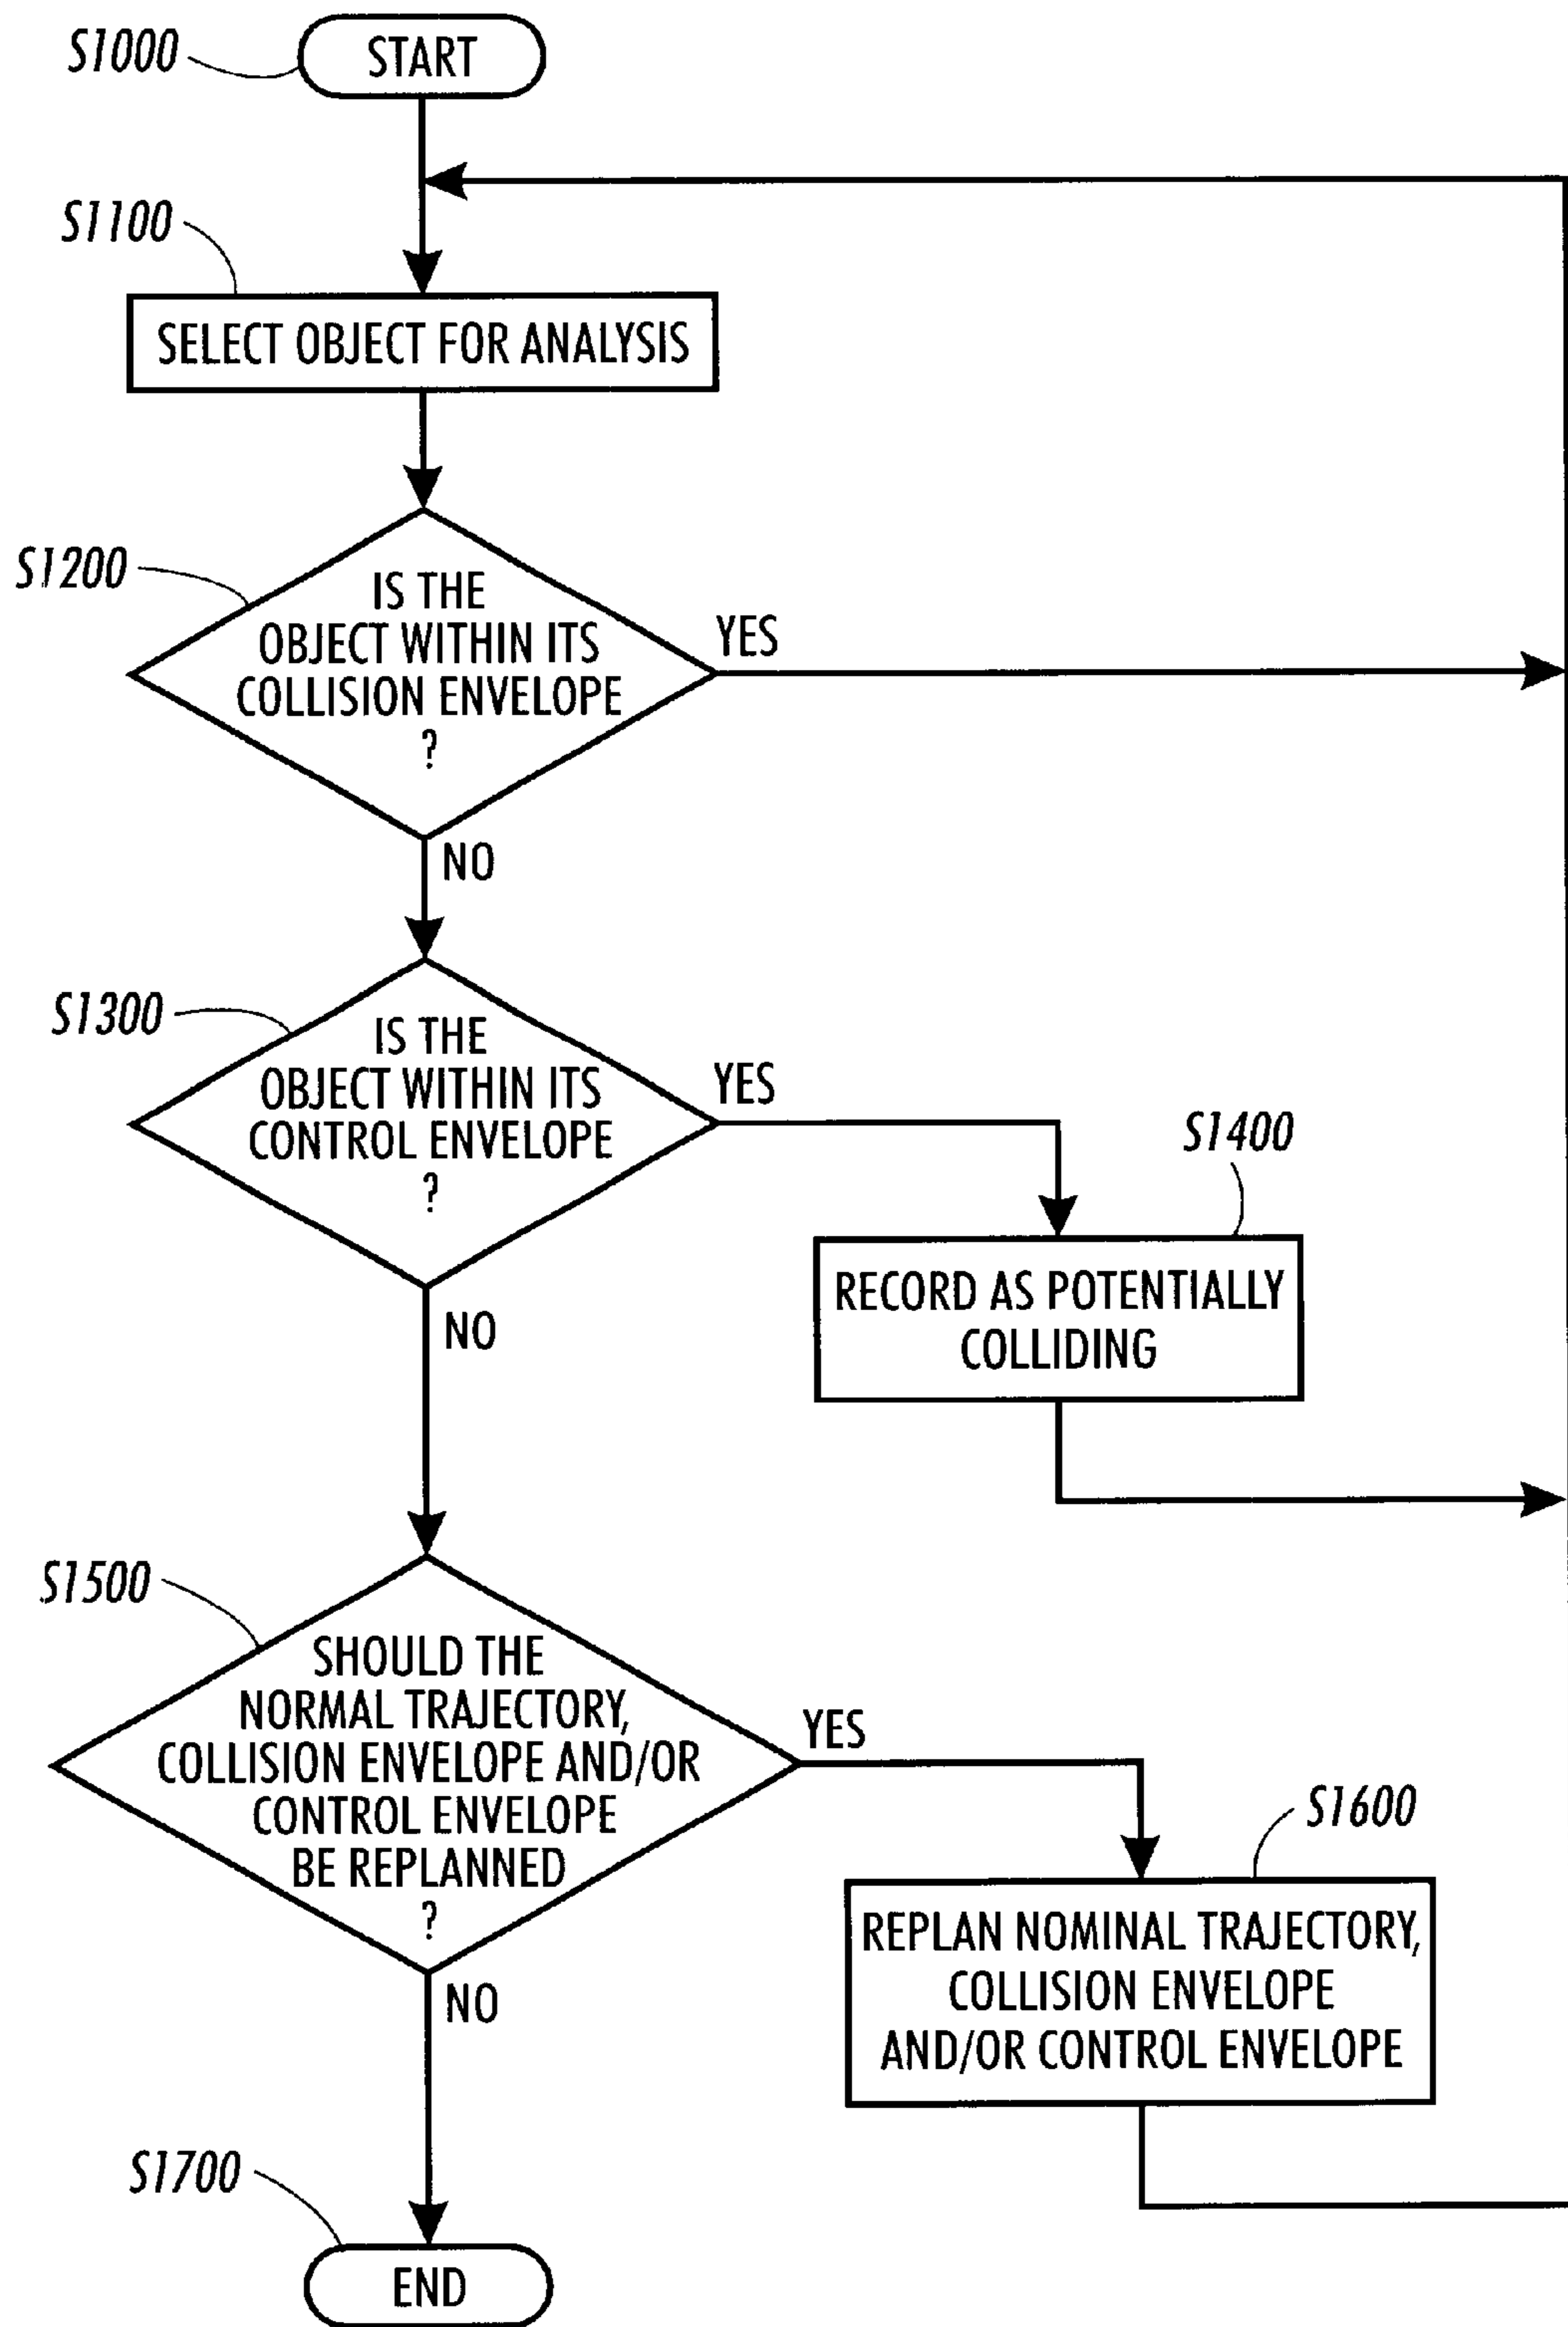 S1000
START
S1100
SELECT OBJECT FOR ANALYSIS
S1200
IS THE
OBJECT WITHIN ITS
COLLISION ENVELOPE
?
YES
NO
S1300
IS THE
OBJECT WITHIN ITS
CONTROL ENVELOPE
?
YES
S1400
RECORD AS POTENTIALLY
COLLIDING
NO
S1500
SHOULD THE
NORMAL TRAJECTORY,
COLLISION ENVELOPE AND/OR
CONTROL ENVELOPE
BE REPLANNED
?
YES
S1600
REPLAN NOMINAL TRAJECTORY,
COLLISION ENVELOPE
AND/OR CONTROL ENVELOPE
NO
S1700
END